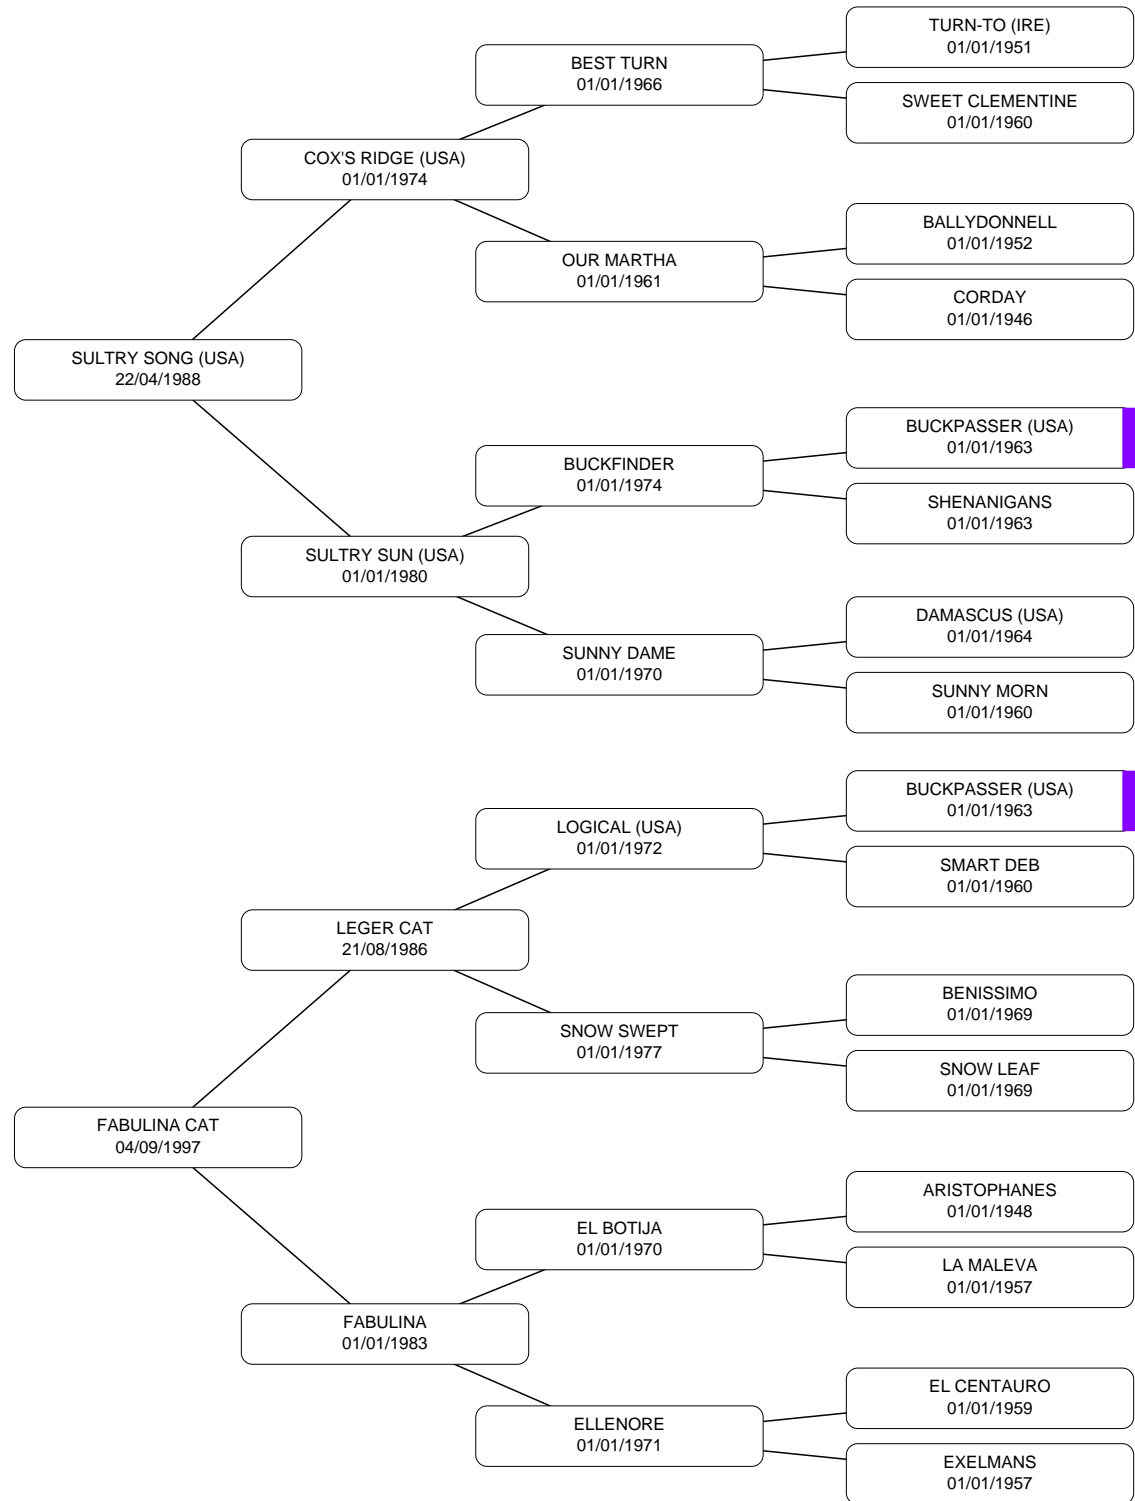 TURN-TO (IRE)
01/01/1951
BEST TURN
01/01/1966
SWEET CLEMENTINE
01/01/1960
COX'S RIDGE (USA)
01/01/1974
BALLYDONNELL
01/01/1952
OUR MARTHA
01/01/1961
CORDAY
01/01/1946
SULTRY SONG (USA)
22/04/1988
BUCKPASSER (USA)
01/01/1963
BUCKFINDER
01/01/1974
SHENANIGANS
01/01/1963
SULTRY SUN (USA)
01/01/1980
DAMASCUS (USA)
01/01/1964
SUNNY DAME
01/01/1970
SUNNY MORN
01/01/1960
BUCKPASSER (USA)
01/01/1963
LOGICAL (USA)
01/01/1972
SMART DEB
01/01/1960
LEGER CAT
21/08/1986
BENISSIMO
01/01/1969
SNOW SWEPT
01/01/1977
SNOW LEAF
01/01/1969
FABULINA CAT
04/09/1997
ARISTOPHANES
01/01/1948
EL BOTIJA
01/01/1970
LA MALEVA
01/01/1957
FABULINA
01/01/1983
EL CENTAURO
01/01/1959
ELLENORE
01/01/1971
EXELMANS
01/01/1957